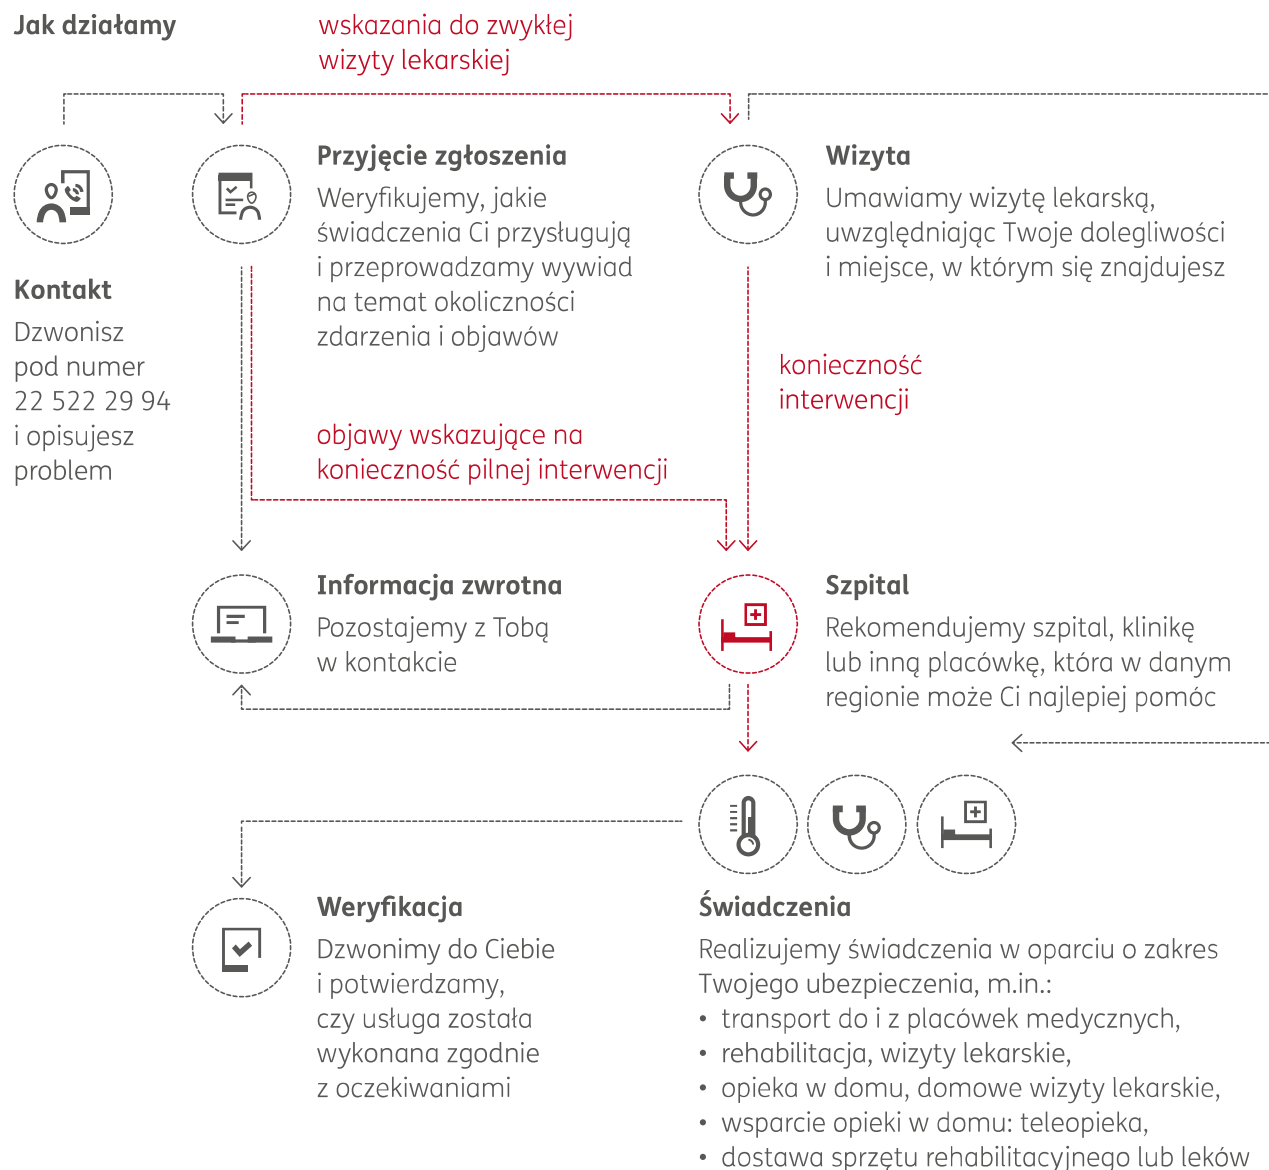 Jak działamy
wskazania do zwykłej
wizyty lekarskiej
Kontakt
Dzwonisz
pod numer
22 522 29 94
i opisujesz
problem
Przyjęcie zgłoszenia
Weryfikujemy, jakie
świadczenia Ci przysługują
i przeprowadzamy wywiad
na temat okoliczności
zdarzenia i objawów
Wizyta
Umawiamy wizytę lekarską,
uwzględniając Twoje dolegliwości
i miejsce, w którym się znajdujesz
konieczność
interwencji
objawy wskazujące na
konieczność pilnej interwencji
Informacja zwrotna
Pozostajemy z Tobą
w kontakcie
Szpital
Rekomendujemy szpital, klinikę
lub inną placówkę, która w danym
regionie może Ci najlepiej pomóc
Weryfikacja
Dzwonimy do Ciebie
i potwierdzamy,
czy usługa została
wykonana zgodnie
z oczekiwaniami
Świadczenia
Realizujemy świadczenia w oparciu o zakres
Twojego ubezpieczenia, m.in.:
• transport do i z placówek medycznych,
• rehabilitacja, wizyty lekarskie,
• opieka w domu, domowe wizyty lekarskie,
• wsparcie opieki w domu: teleopieka,
• dostawa sprzętu rehabilitacyjnego lub leków